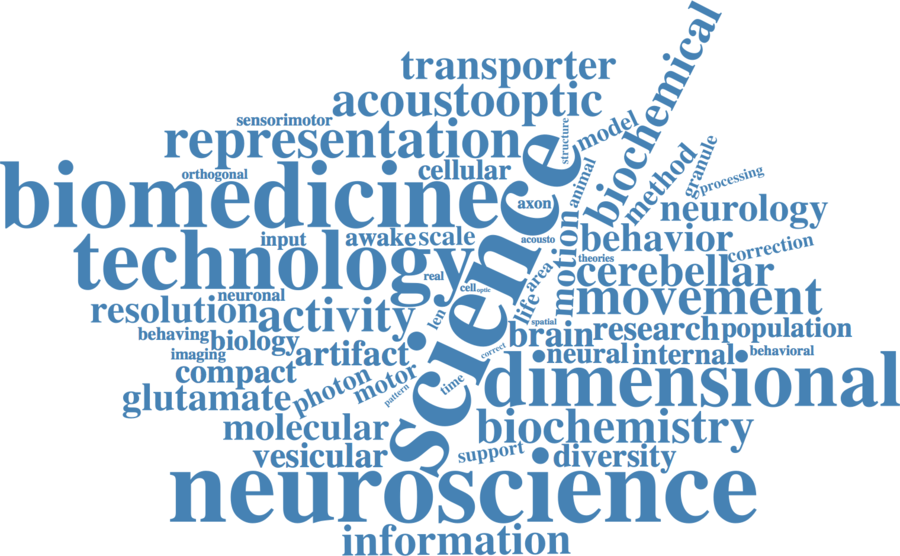 transporter
acoustooptic
biochemical
sensorimotor
representation
structure
model
cellular
orthogonal
biomedicine
science
axon
animal
method
granule
processing
neurology
technology
input
awake
scale
acousto
motion
behavior
theories
correction
real
cell
optic
area
cerebellar
neuronal
resolution
activity
len
life
movement
behaving
biology
spatial
brain
research
population
imaging
artifact
correct
neural
internal
behavioral
compact
photon
motor
pattern
time
dimensional
glutamate
molecular
biochemistry
vesicular
support
diversity
neuroscience
information